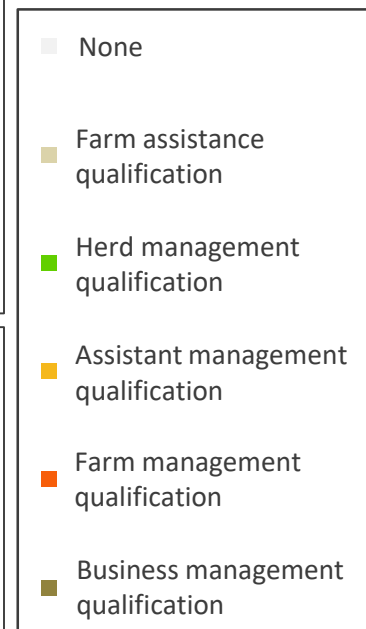 None
Farm assistance
qualification
Herd management
qualification
Assistant management
qualification
Farm management
qualification
Business management
qualification